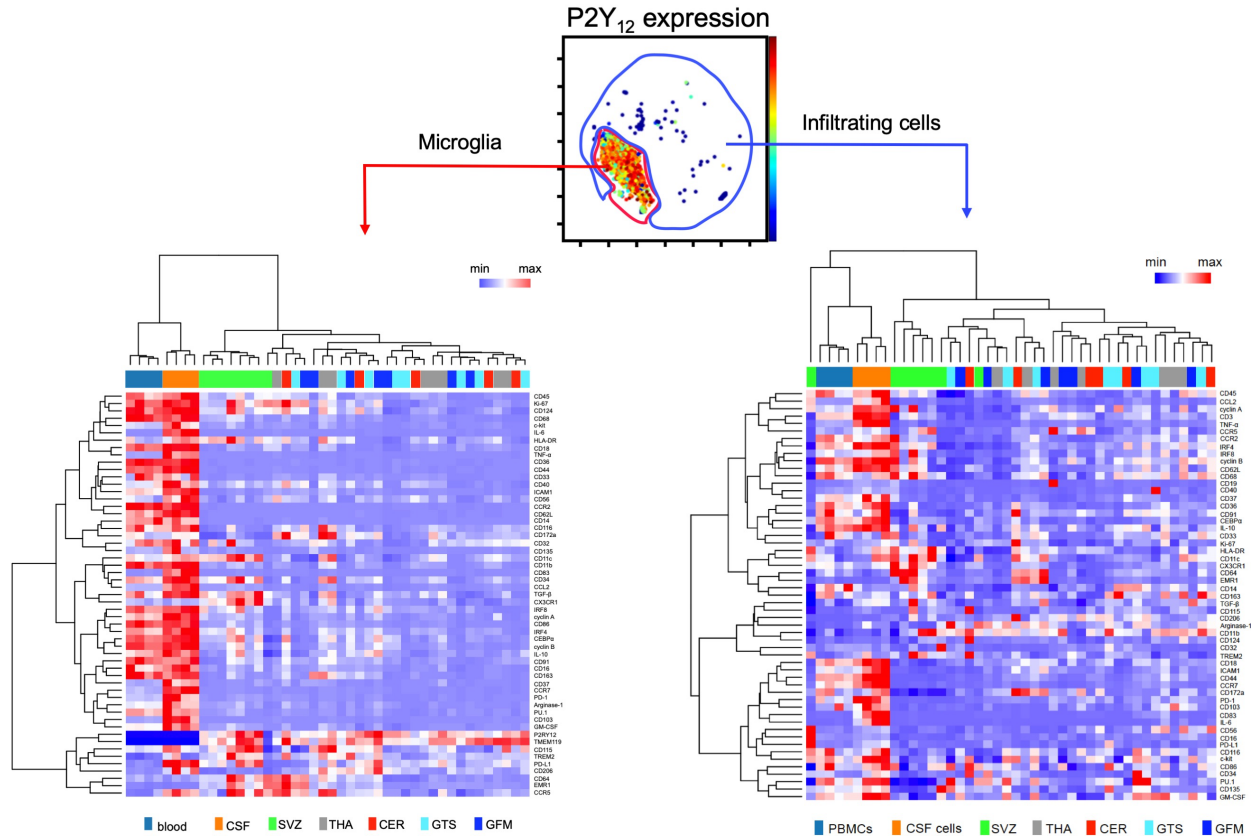 P2Y12 expression
Microglia
Infiltrating cells
min max
CD45
Ki-67
CD124
CD68
c-kit
IL-6
HLA-DR
CD18
TNF-α
CD36
CD44
CD33
CD40
ICAM1
CD56
CCR2
CD62L
CD14
CD116
CD172a
CD32
CD135
CD11c
CD11b
CD83
CD34
CCL2
TGF-β
CX3CR1
IRF8
cyclin A
CD86
IRF4
CEBPα
cyclin B
IL-10
CD91
CD16
CD163
CD37
CCR7
PD-1
Arginase-1
PU.1
CD103
GM-CSF
P2RY12
TMEM119
CD115
TREM2
PD-L1
CD206
CD64
EMR1
CCR5
blood CSF SVZ THA CER GTS GFM
min max
CD45
CCL2
cyclin A
CD3
TNF-α
CCR5
CCR2
IRF4
IRF8
cyclin B
CD62L
CD68
CD19
CD40
CD37
CD36
CD91
CEBPα
IL-10
CD33
Ki-67
HLA-DR
CD11c
CX3CR1
CD64
EMR1
CD14
CD163
TGF-β
CD115
CD206
Arginase-1
CD11b
CD124
CD32
TREM2
CD18
ICAM1
CD44
CCR7
CD172a
PD-1
CD103
CD83
IL-6
CD56
CD16
PD-L1
CD116
c-kit
CD86
CD34
PU.1
CD135
GM-CSF
PBMCs CSF cells SVZ THA CER GTS GFM